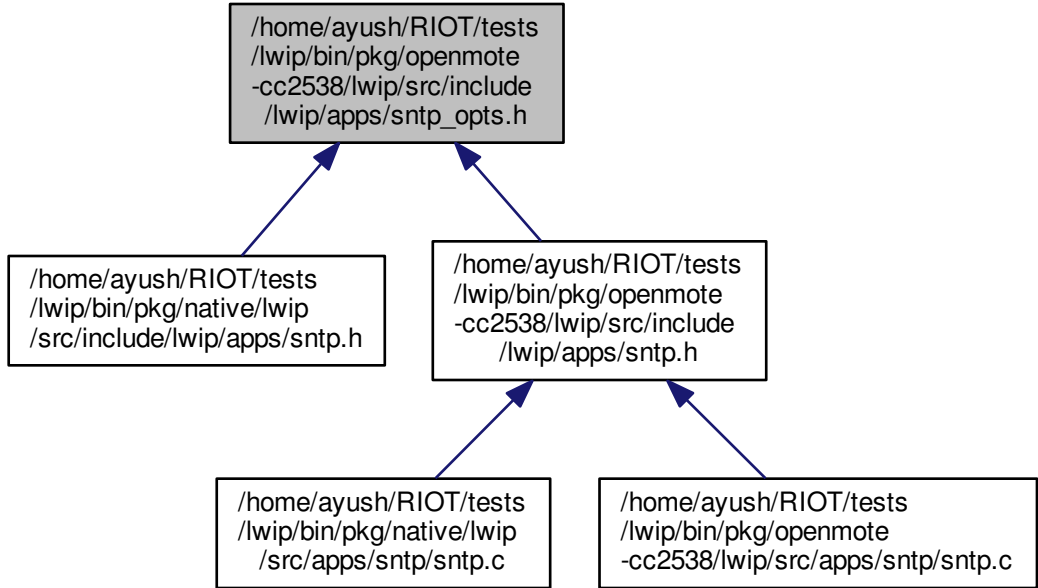 /home/ayush/RIOT/tests
/lwip/bin/pkg/openmote
-cc2538/lwip/src/include
/lwip/apps/sntp_opts.h
/home/ayush/RIOT/tests
/lwip/bin/pkg/native/lwip
/src/include/lwip/apps/sntp.h
/home/ayush/RIOT/tests
/lwip/bin/pkg/openmote
-cc2538/lwip/src/include
/lwip/apps/sntp.h
/home/ayush/RIOT/tests
/lwip/bin/pkg/native/lwip
/src/apps/sntp/sntp.c
/home/ayush/RIOT/tests
/lwip/bin/pkg/openmote
-cc2538/lwip/src/apps/sntp/sntp.c